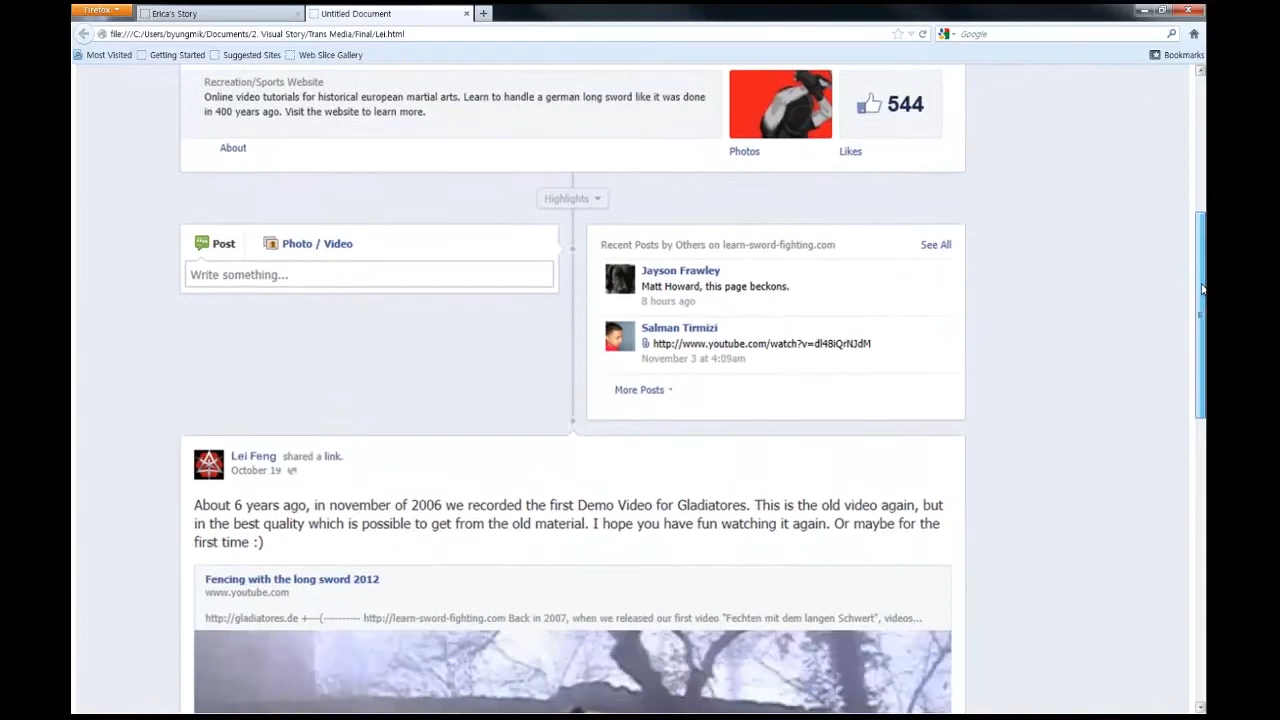 Firefox
Erica's Story
Untitled Document
file:///C:/Users/byungmik/Documents/2. Visual Story/Trans Media/Final/Lei.html
Google
Most Visited
Getting Started
Suggested Sites
Web Slice Gallery
Bookmarks
Recreation/Sports Website
Online video tutorials for historical european martial arts. Learn to handle a german long sword like it was done
in 400 years ago. Visit the website to learn more.
544
About
Photos
Likes
Highlights
Post
Photo / Video
Write something...
Recent Posts by Others on learn-sword-fighting.com
See All
Jayson Frawley
Matt Howard, this page beckons.
8 hours ago
Salman Tirmizi
http://www.youtube.com/watch?v=dl48iQrNJdM
November 3 at 4:09am
More Posts
Lei Feng shared a link.
October 19
About 6 years ago, in november of 2006 we recorded the first Demo Video for Gladiatores. This is the old video again, but
in the best quality which is possible to get from the old material. I hope you have fun watching it again. Or maybe for the
first time :)
Fencing with the long sword 2012
www.youtube.com
http://gladiatores.de +----(---------- http://learn-sword-fighting.com Back in 2007, when we released our first video "Fechten mit dem langen Schwert", videos...